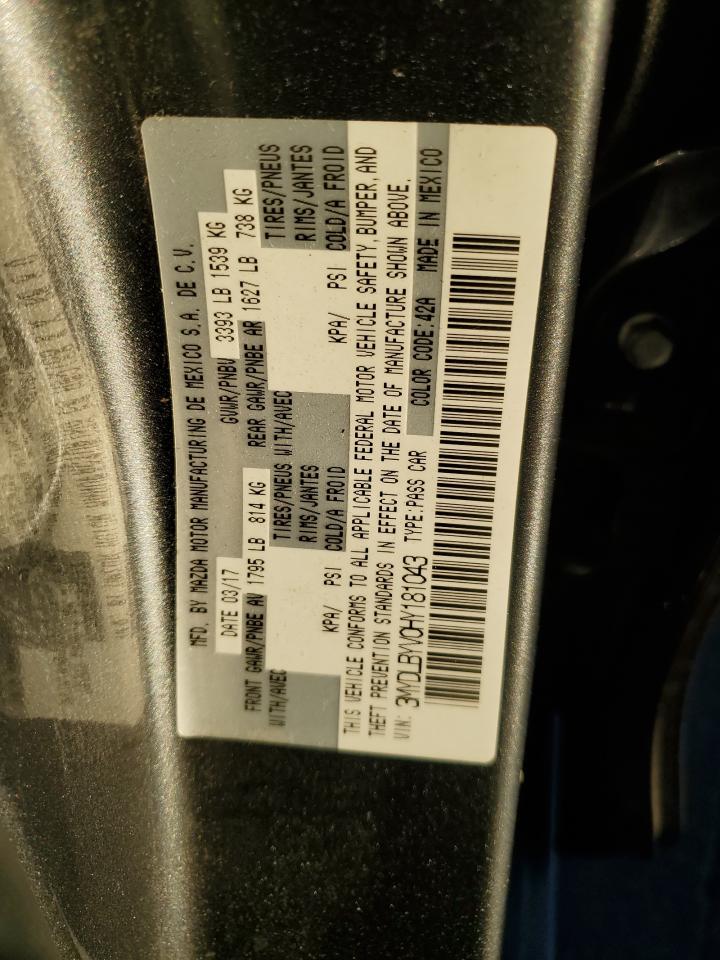 MFD. BY MAZDA MOTOR MANUFACTURING DE MEXICO S.A. DE C.V.
DATE 03/17 GVWR/PNBV 3393 LB 1539 KG
FRONT GAWR/PNBE AV 1795 LB 814 KG REAR GAWR/PNBE AR 1627 LB 738 KG
WITH/AVEC TIRES/PNEUS WITH/AVEC TIRES/PNEUS
RIMS/JANTES RIMS/JANTES
KPA/ PSI COLD/A FROID KPA/ PSI COLD/A FROID
THIS VEHICLE CONFORMS TO ALL APPLICABLE FEDERAL MOTOR VEHICLE SAFETY, BUMPER, AND
THEFT PREVENTION STANDARDS IN EFFECT ON THE DATE OF MANUFACTURE SHOWN ABOVE.
VIN: 3MYDLBYV0HY181043 TYPE:PASS CAR COLOR CODE:42A MADE IN MEXICO